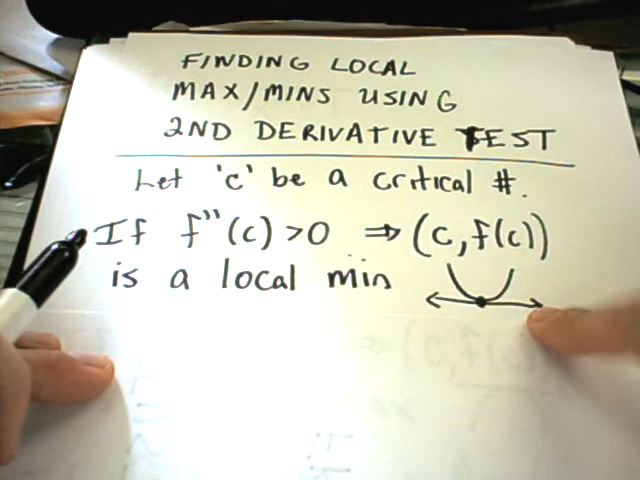 FINDING LOCAL
MAX/MINS USING
2ND DERIVATIVE TEST
Let 'c' be a critical #.
If f''(c) >0 ⇒ (c, f(c))
is a local min